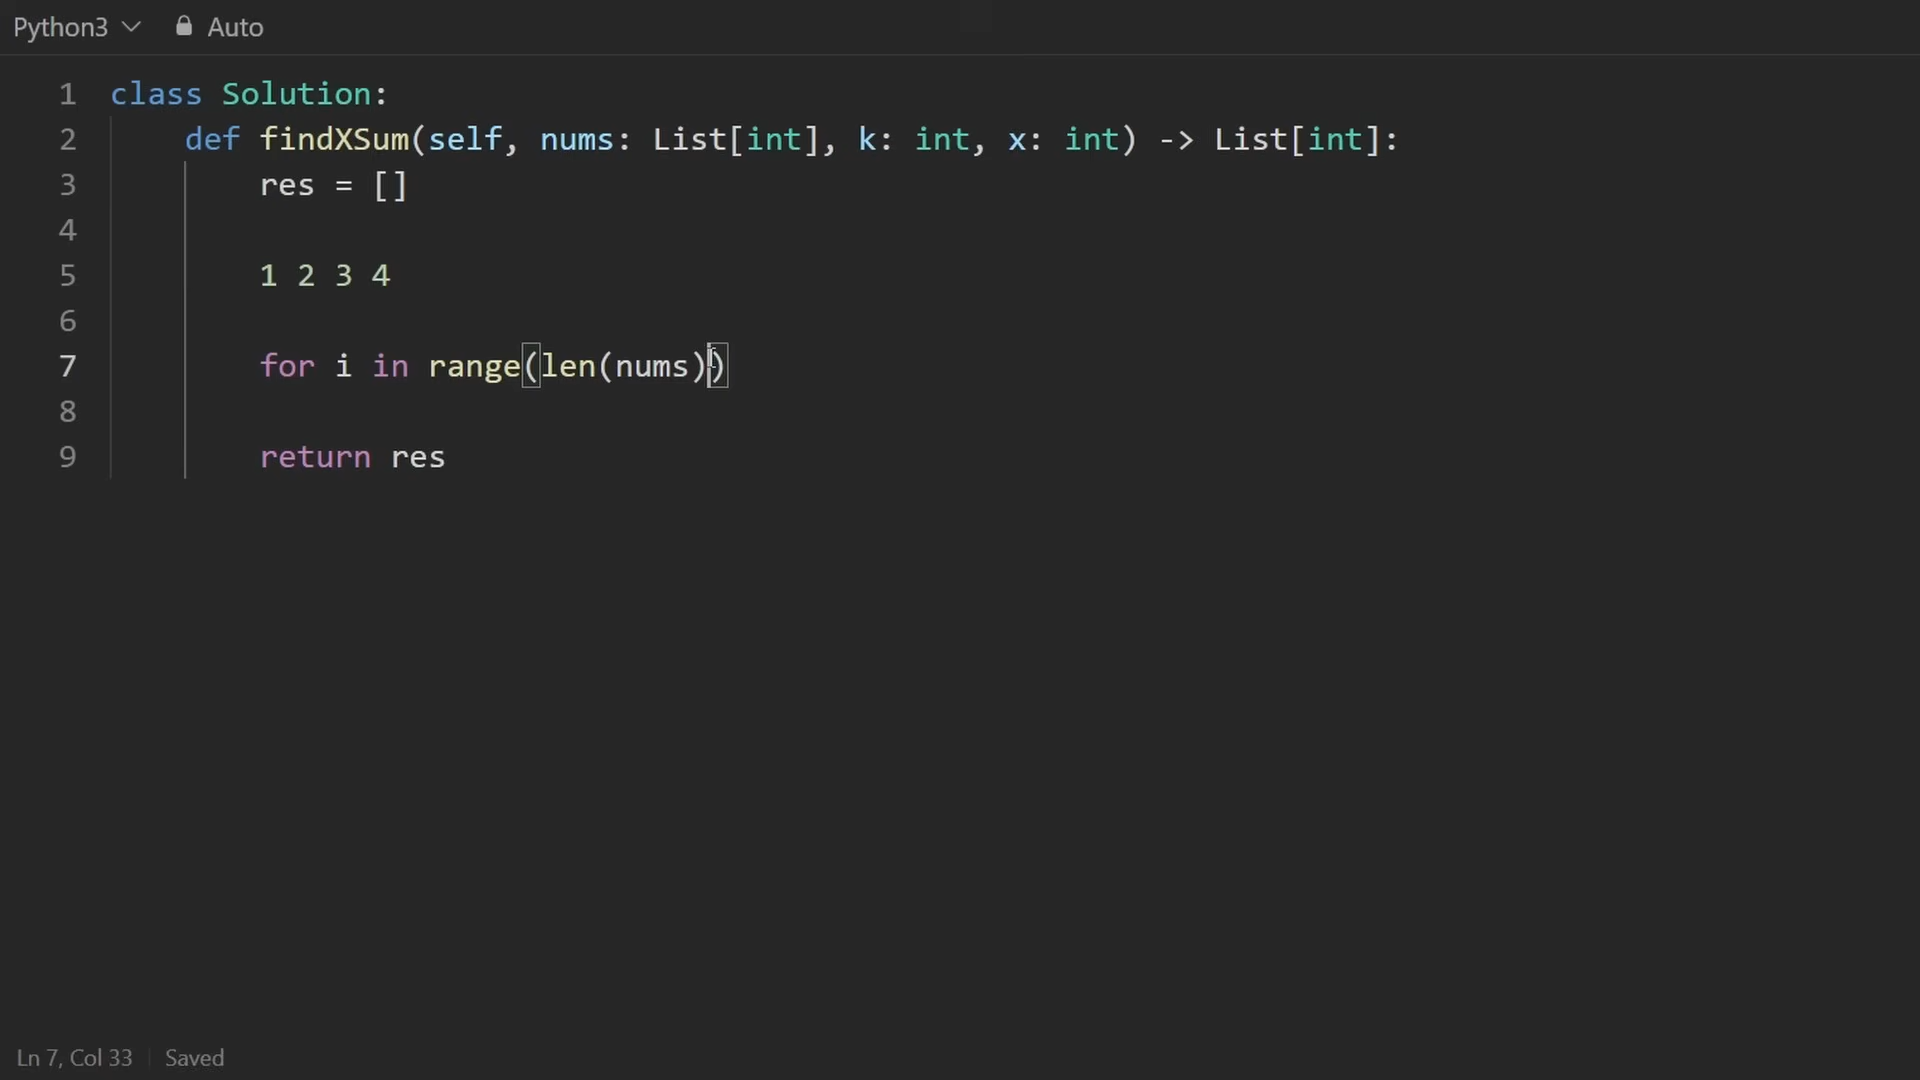 Python3 Auto
1 class Solution:
2 def findXSum(self, nums: List[int], k: int, x: int) -> List[int]:
3 res = []
4
5 1 2 3 4
6
7 for i in range(len(nums))
8
9 return res
Ln 7, Col 33 Saved